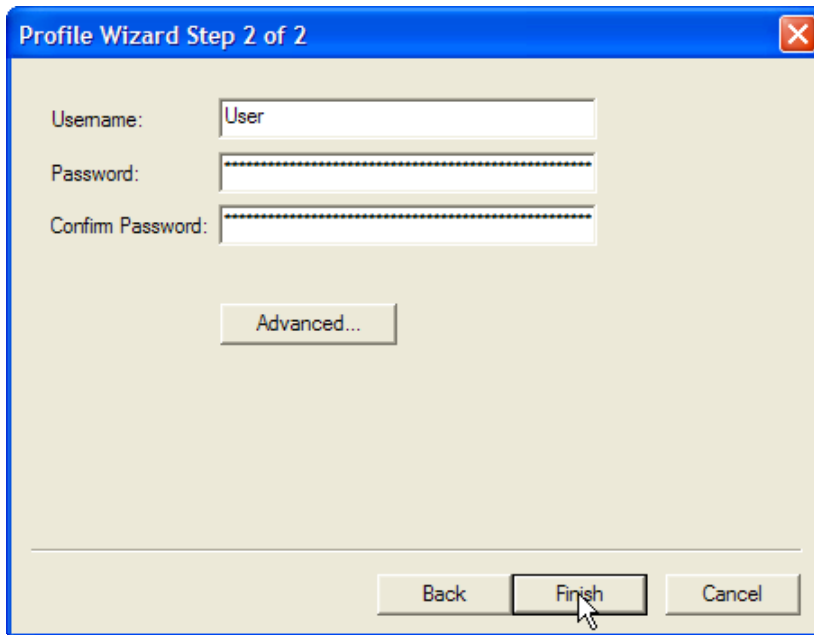 Profile Wizard Step 2 of 2
Username: User
Password: ************************************************************
Confirm Password: ************************************************************
Advanced...
Back Finish Cancel